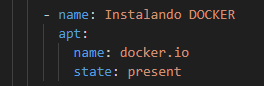 - name: Instalando DOCKER
apt:
name: docker.io
state: present